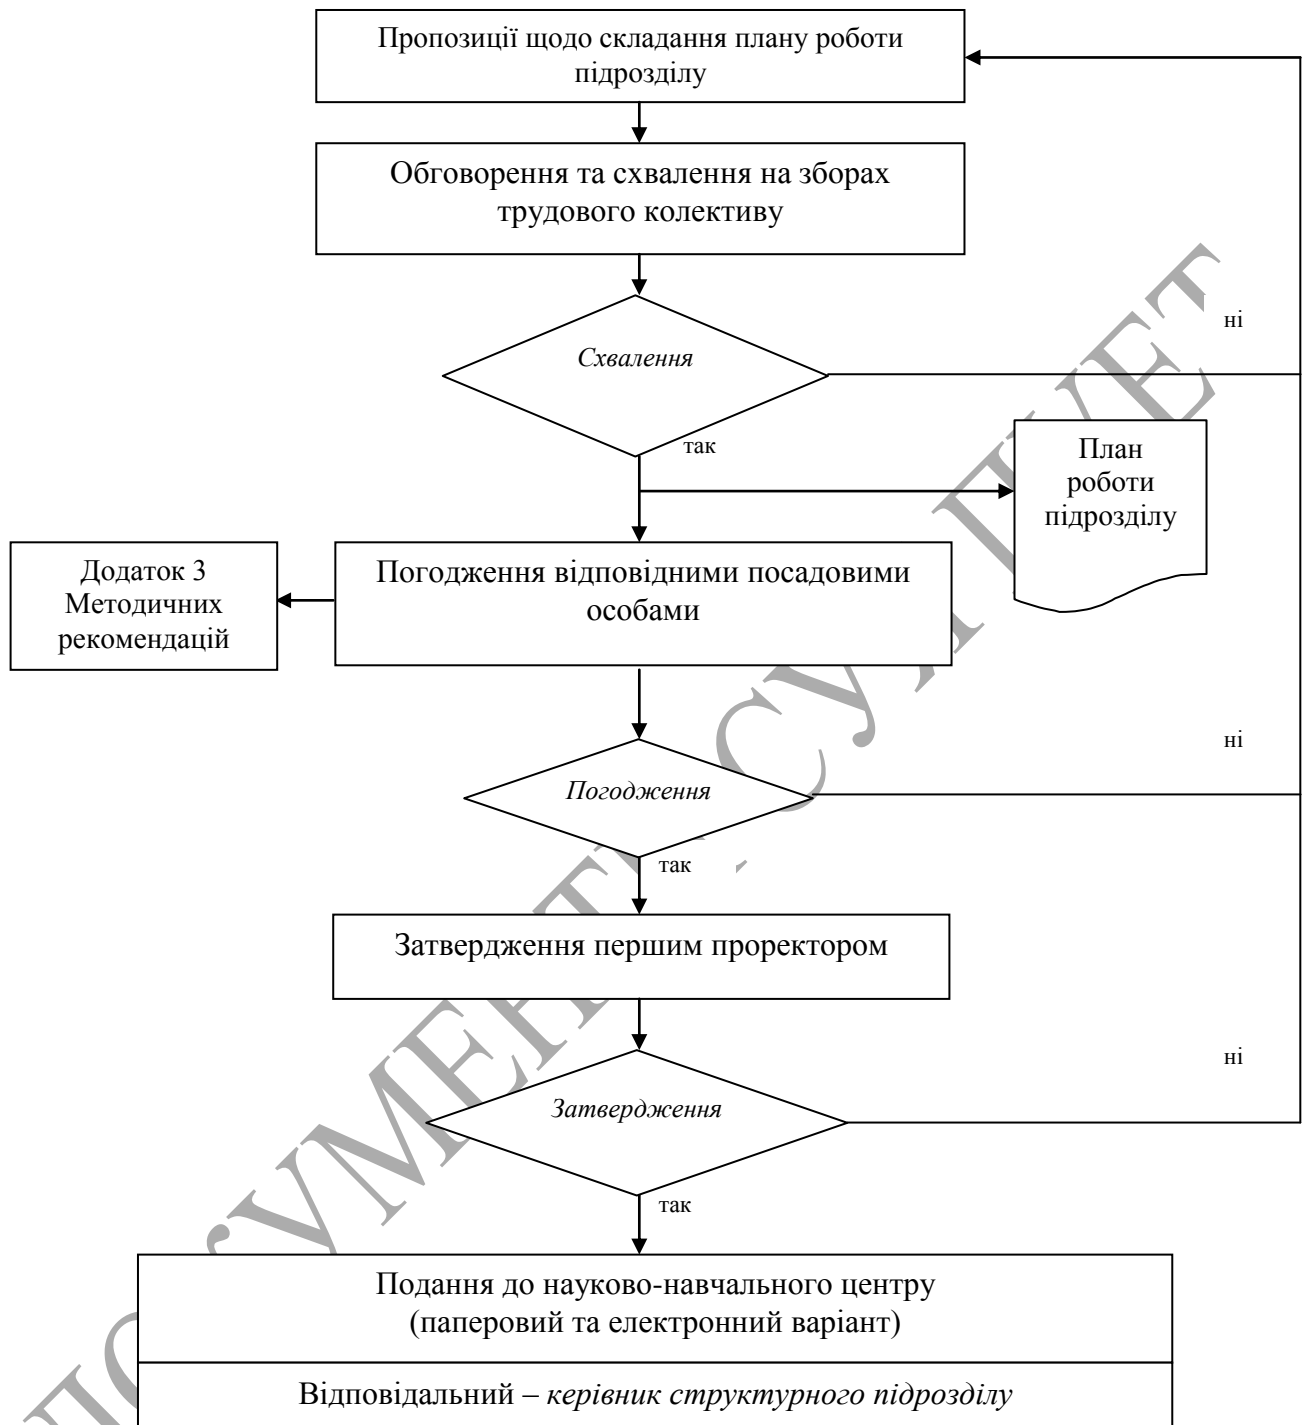 Пропозиції щодо складання плану роботи
підрозділу
Обговорення та схвалення на зборах
трудового колективу
ні
Схвалення
так
План
роботи
підрозділу
Додаток 3
Методичних
рекомендацій
Погодження відповідними посадовими
особами
ні
Погодження
так
Затвердження першим проректором
ні
Затвердження
так
Подання до науково-навчального центру
(паперовий та електронний варіант)
Відповідальний – керівник структурного підрозділу